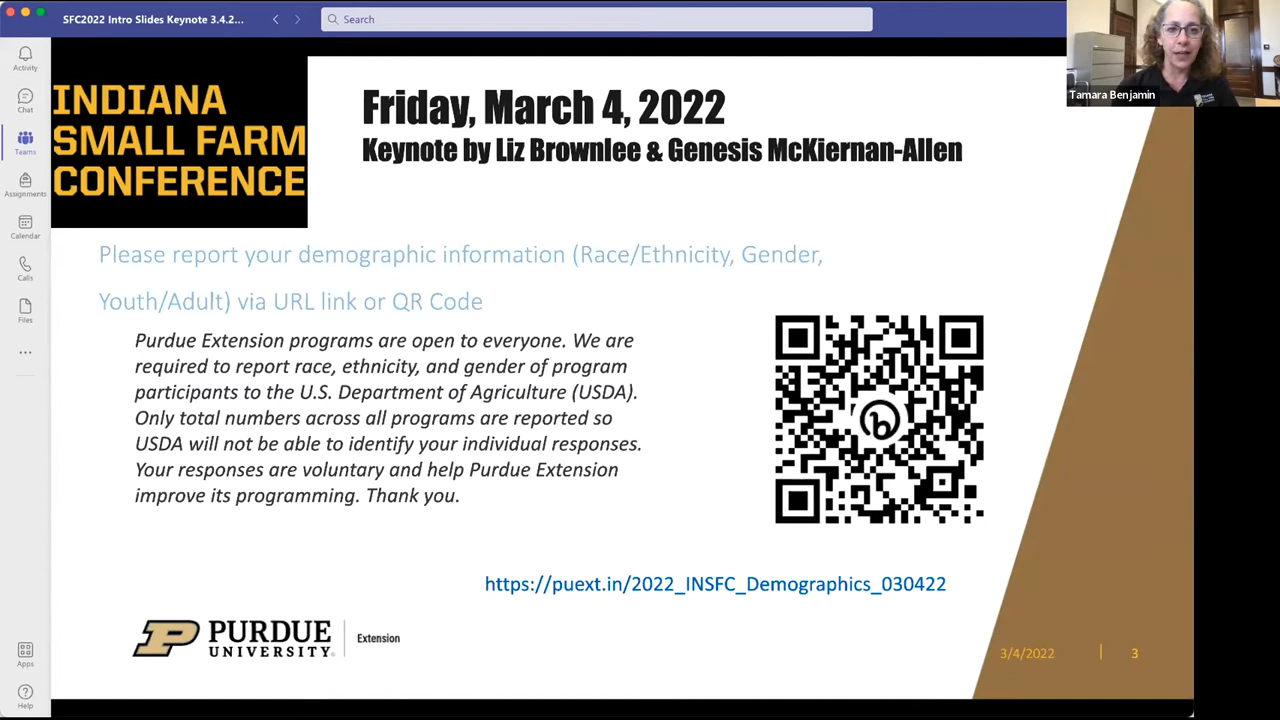 SFC2022 Intro Slides Keynote 3.4.2...
Search
Tamara Benjamin
Activity
Chat
Teams
Assignments
Calendar
Calls
Files
Apps
Help
INDIANA
SMALL FARM
CONFERENCE
Friday, March 4, 2022
Keynote by Liz Brownlee & Genesis McKiernan-Allen
Please report your demographic information (Race/Ethnicity, Gender,
Youth/Adult) via URL link or QR Code
Purdue Extension programs are open to everyone. We are
required to report race, ethnicity, and gender of program
participants to the U.S. Department of Agriculture (USDA).
Only total numbers across all programs are reported so
USDA will not be able to identify your individual responses.
Your responses are voluntary and help Purdue Extension
improve its programming. Thank you.
https://puext.in/2022_INSFC_Demographics_030422
PURDUE
UNIVERSITY®
Extension
3/4/2022 | 3